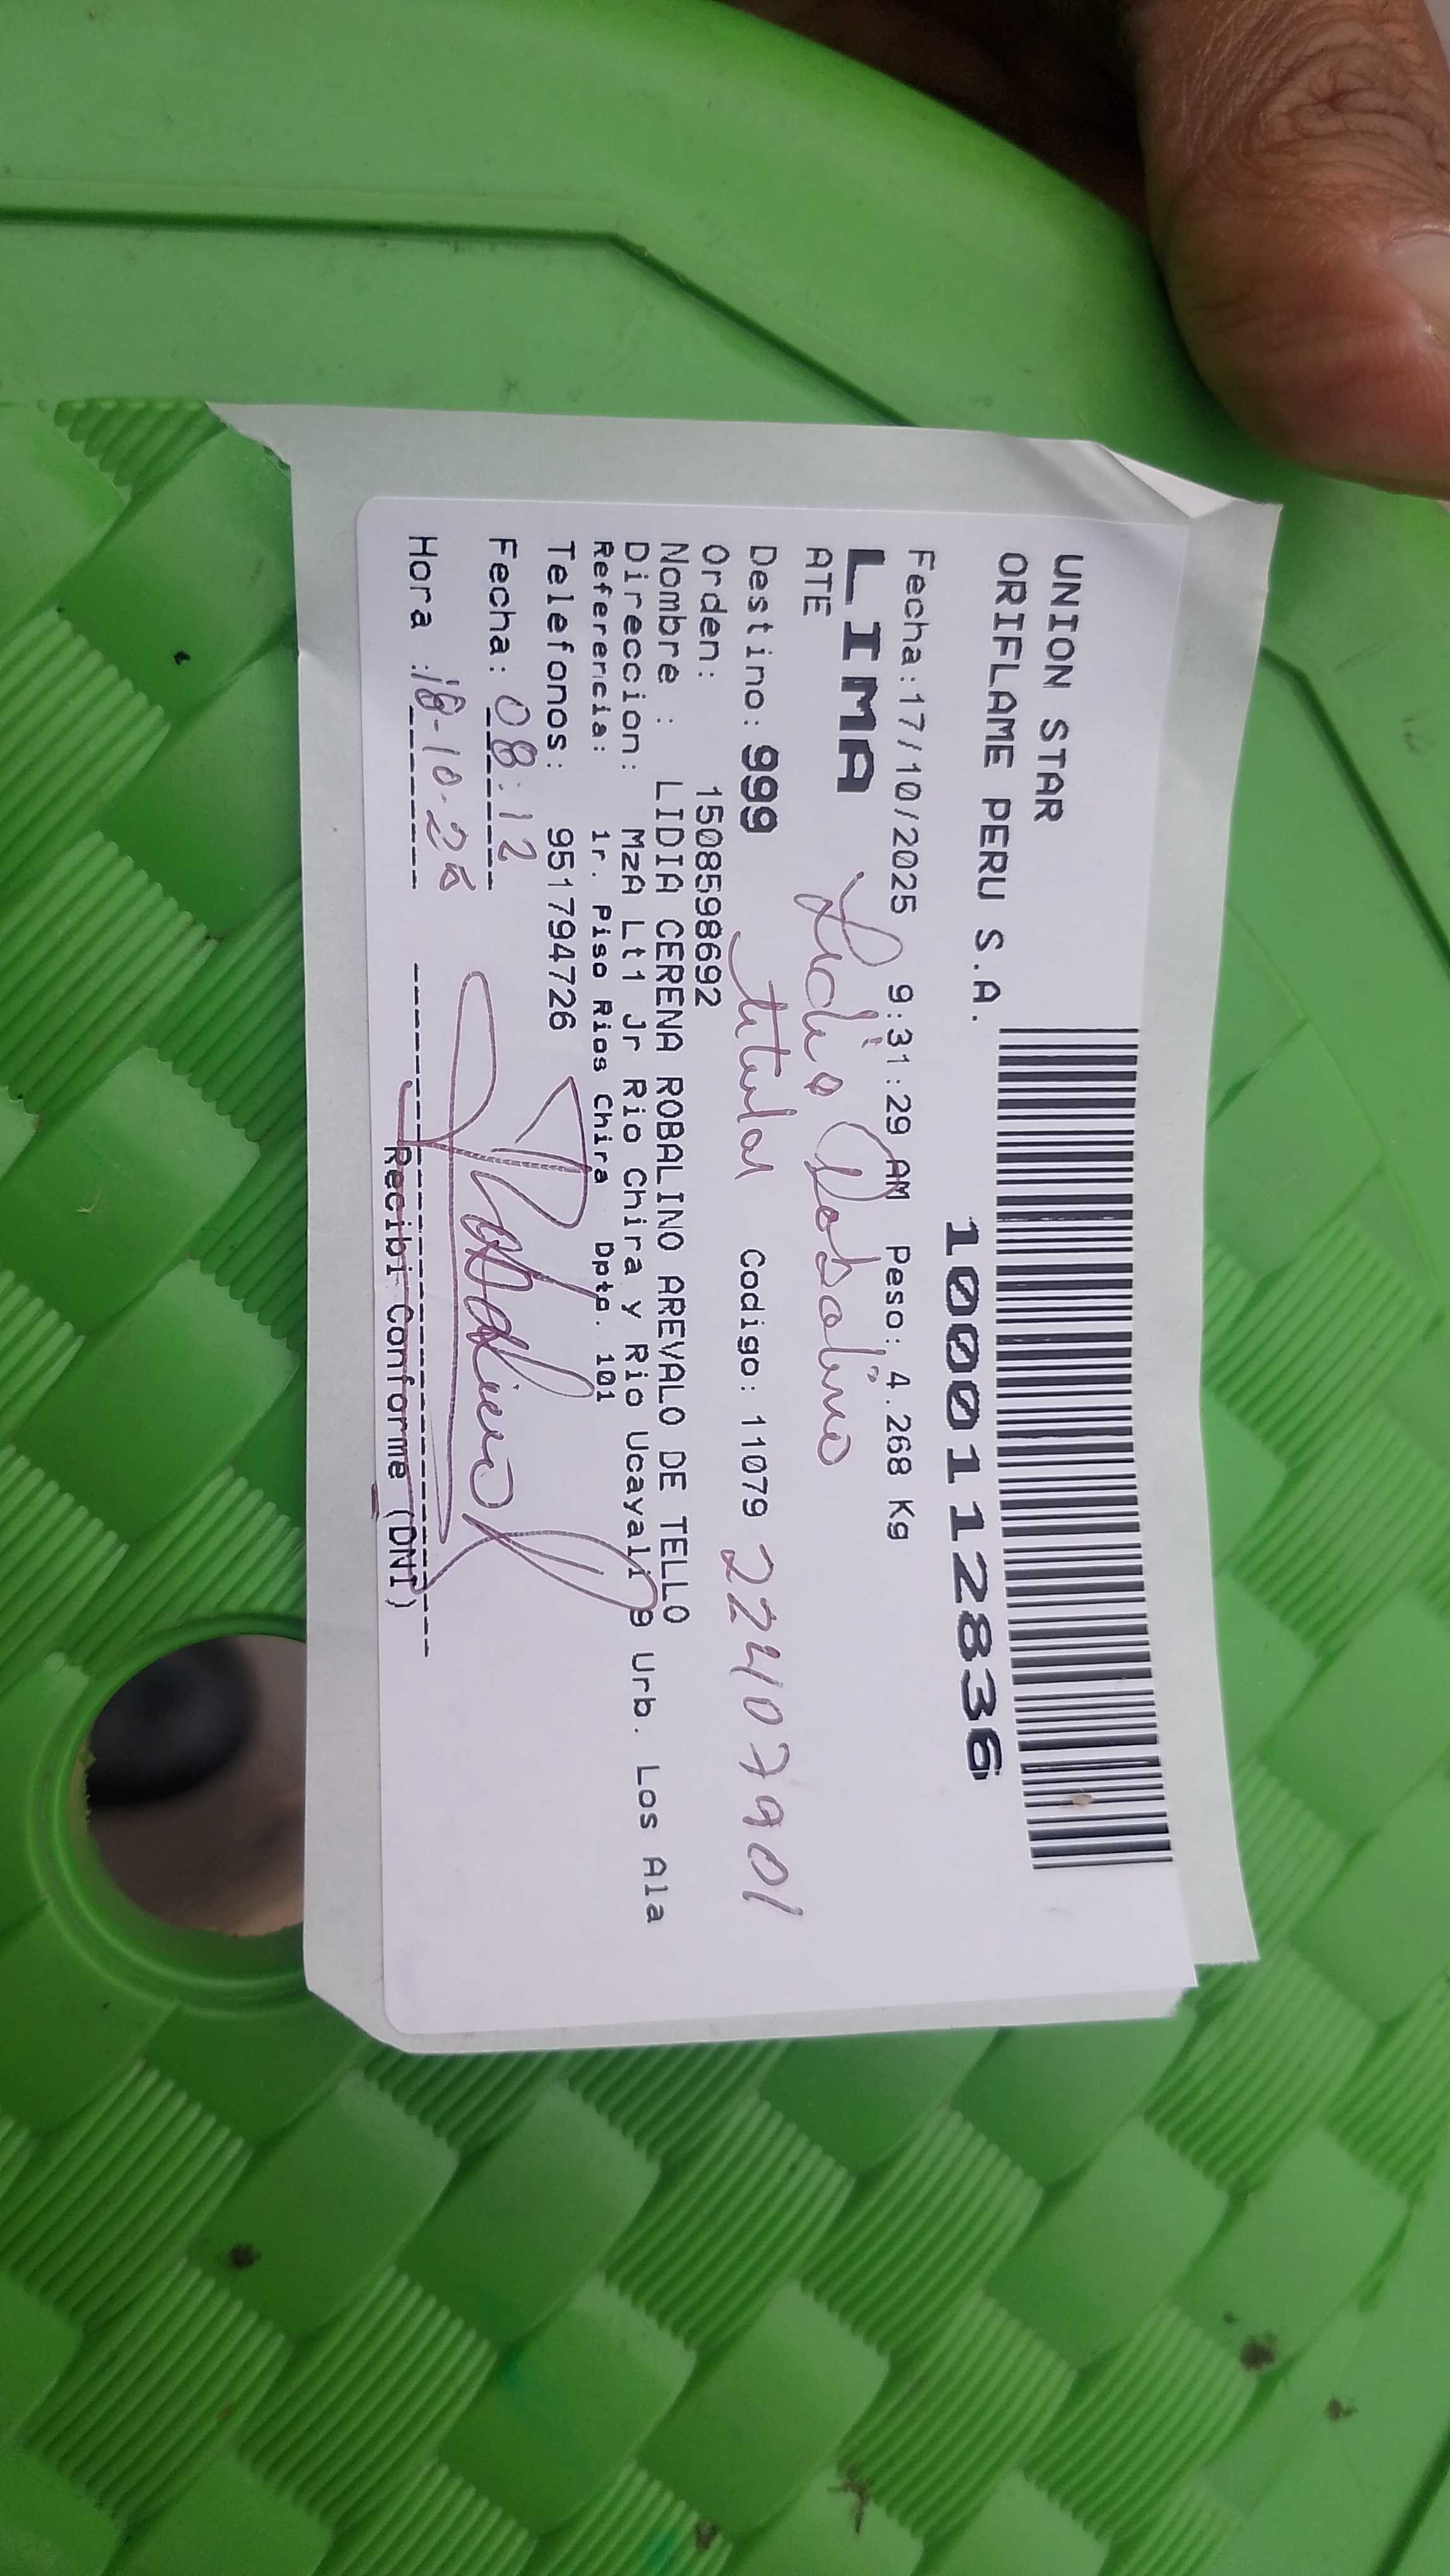 UNION STAR
ORIFLAME PERU S.A.
1000112836
Fecha:17/10/2025 9:31:29 AM Peso: 4.268 Kg
LIMA
ATE
Lidia Robalino
Destino: 999 titular Codigo: 11079 22407901
Orden: 1508598692
Nombre : LIDIA CERENA ROBALINO AREVALO DE TELLO
Direccion: MzA Lt1 Jr Rio Chira y Rio Ucayali 9 Urb. Los Ala
Referencia: 1r. Piso Rios Chira Dpto. 101
Telefonos: 951794726
Fecha: 08:12
Hora : 18-10-25
Recibi Conforme (DNI)